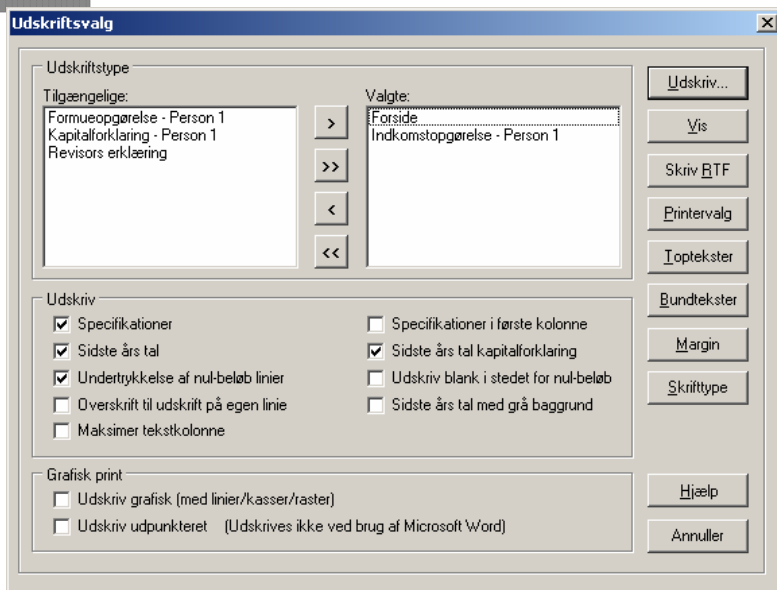 Udskriftsvalg
Udskriftstype
Tilgængelige:
Formueopgørelse - Person 1
Kapitalforklaring - Person 1
Revisors erklæring
>
>>
<
<<
Valgte:
Forside
Indkomstopgørelse - Person 1
Udskriv...
Vis
Skriv RTF
Printervalg
Toptekster
Bundtekster
Margin
Skrifttype
Udskriv
Specifikationer
Sidste års tal
Undertrykkelse af nul-beløb linier
Overskrift til udskrift på egen linie
Maksimer tekstkolonne
Specifikationer i første kolonne
Sidste års tal kapitalforklaring
Udskriv blank i stedet for nul-beløb
Sidste års tal med grå baggrund
Grafisk print
Udskriv grafisk (med linier/kasser/raster)
Udskriv udpunkteret (Udskrives ikke ved brug af Microsoft Word)
Hjælp
Annuller